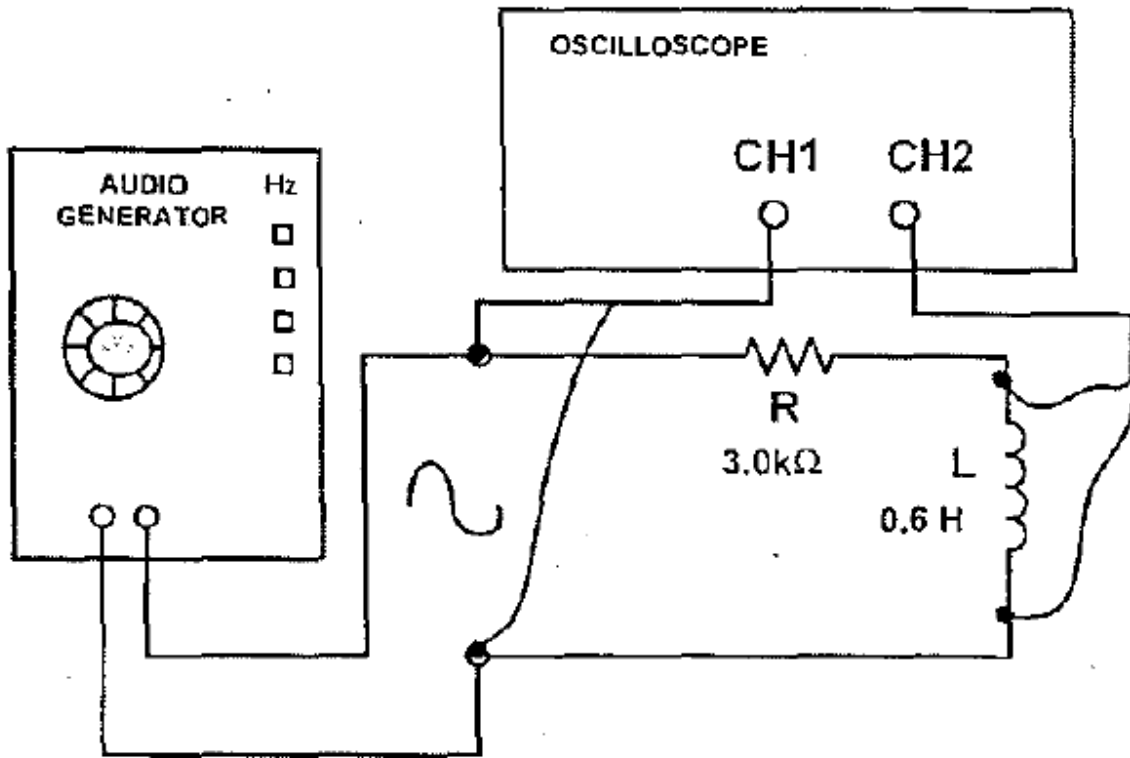 OSCILLOSCOPE
CH1 CH2
AUDIO
GENERATOR
Hz
R
3.0kΩ
L
0.6 H